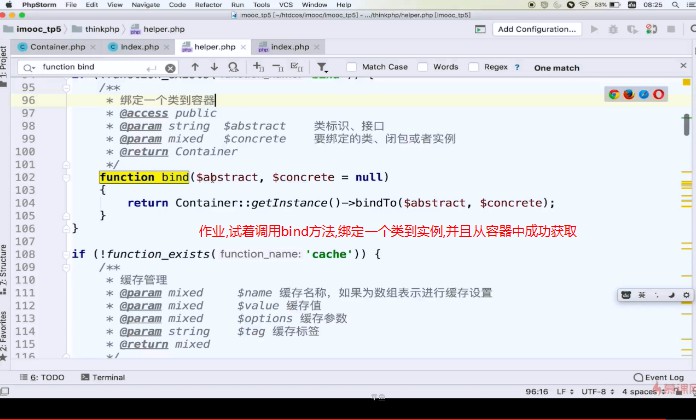 PhpStorm File Edit View Navigate Code Refactor Run Tools VCS Window Help 53% 08:25
imooc_tp5 [~/htdcos/imooc/imooc_tp5] - .../thinkphp/helper.php [imooc_tp5]
imooc_tp5 thinkphp helper.php Add Configuration...
Container.php index.php helper.php index.php
function bind Match Case Words Regex ? One match
95 /**
96 * 绑定一个类到容器
97 * @access public
98 * @param string $abstract 类标识、接口
99 * @param mixed $concrete 要绑定的类、闭包或者实例
100 * @return Container
101 */
102 function bind($abstract, $concrete = null)
103 {
104 return Container::getInstance()->bindTo($abstract, $concrete);
105 }
106 }
作业,试着调用bind方法,绑定一个类到实例,并且从容器中成功获取
107
108 if (!function_exists( function_name: 'cache')) {
109 /**
110 * 缓存管理
111 * @param mixed $name 缓存名称，如果为数组表示进行缓存设置
112 * @param mixed $value 缓存值
113 * @param mixed $options 缓存参数
114 * @param string $tag 缓存标签
115 * @return mixed
116 */
1: Project
7: Structure
2: Favorites
英
6: TODO Terminal Event Log
96:16 LF UTF-8 4 spaces